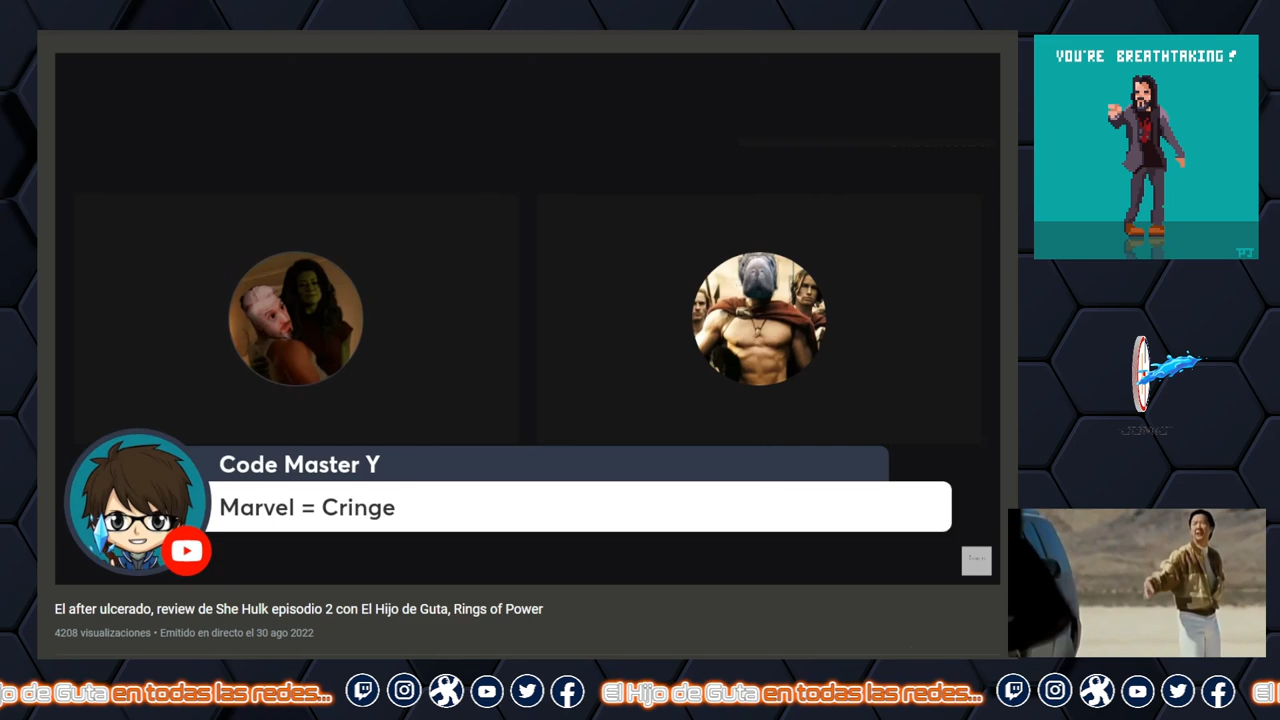 YOU'RE BREATHTAKING!
PJ
Code Master Y
Marvel = Cringe
El after ulcerado, review de She Hulk episodio 2 con El Hijo de Guta, Rings of Power
4208 visualizaciones • Emitido en directo el 30 ago 2022
jo de Guta en todas las redes... El Hijo de Guta en todas las redes... El